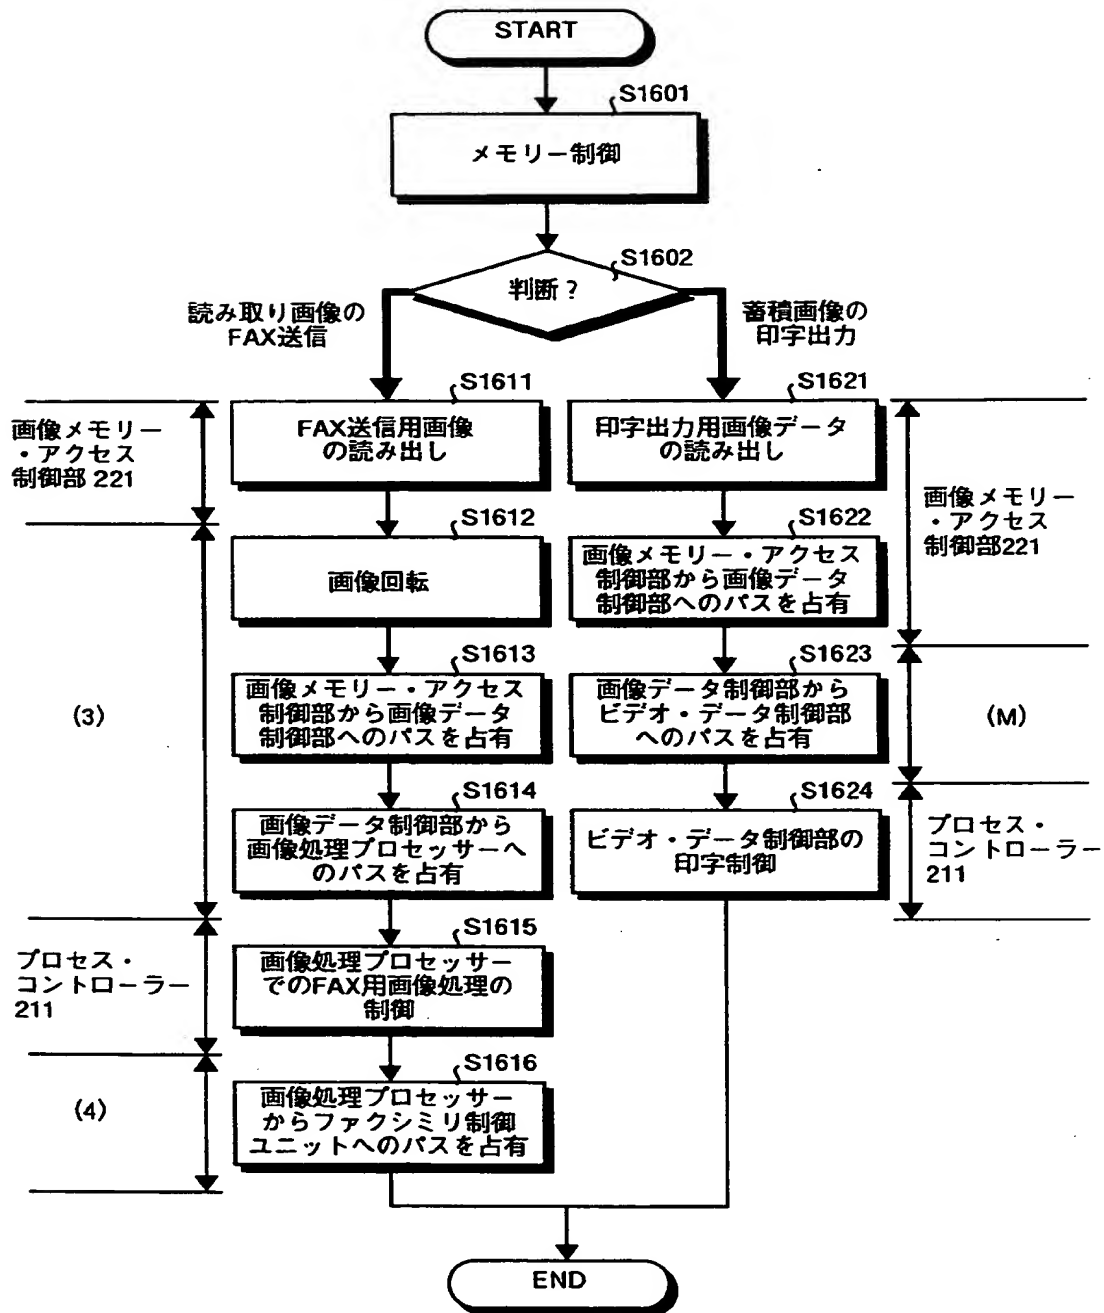 START
S1601
メモリー制御
S1602
判断?
読み取り画像の
FAX送信
蓄積画像の
印字出力
S1611
FAX送信用画像
の読み出し
S1621
印字出力用画像データ
の読み出し
画像メモリー
・アクセス
制御部 221
S1612
画像回転
S1622
画像メモリー・アクセス
制御部から画像データ
制御部へのパスを占有
画像メモリー
・アクセス
制御部221
S1613
画像メモリー・アクセス
制御部から画像データ
制御部へのパスを占有
S1623
画像データ制御部から
ビデオ・データ制御部
へのパスを占有
(3)
(M)
S1614
画像データ制御部から
画像処理プロセッサーへ
のパスを占有
S1624
ビデオ・データ制御部の
印字制御
プロセス・
コントローラー
211
S1615
画像処理プロセッサー
でのFAX用画像処理の
制御
プロセス・
コントローラー
211
S1616
画像処理プロセッサー
からファクシミリ制御
ユニットへのパスを占有
(4)
END